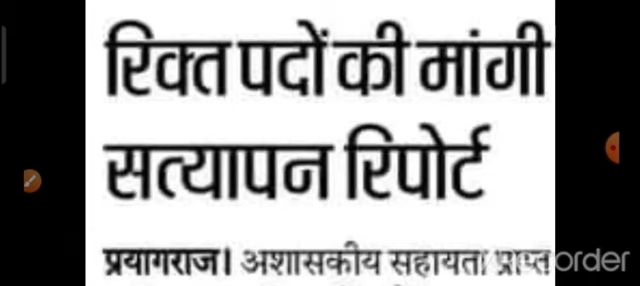 रिक्त पदों की मांगी
सत्यापन रिपोर्ट
प्रयागराज। अशासकीय सहायता प्राप्त